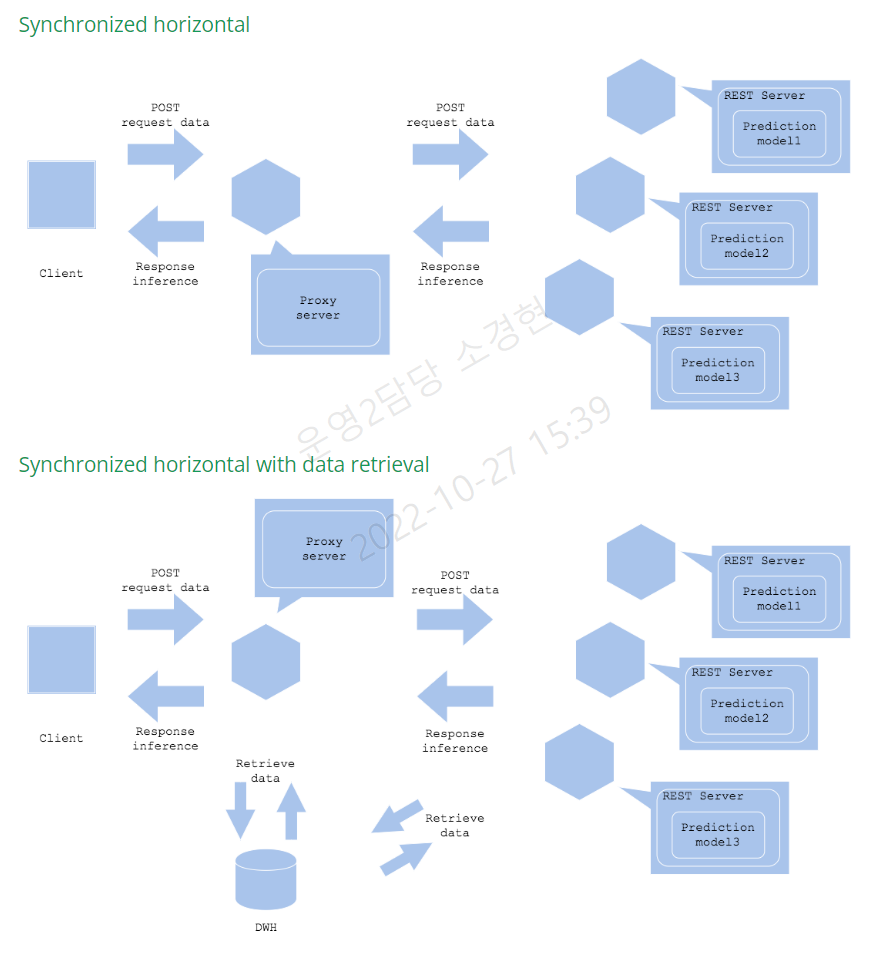 Synchronized horizontal
POST
request data
POST
request data
REST Server
Prediction
model1
REST Server
Prediction
model2
Client
Response
inference
Response
inference
Proxy
server
REST Server
Prediction
model3
운영2담당 소경현
2022-10-27 15:39
Synchronized horizontal with data retrieval
Proxy
server
POST
request data
POST
request data
REST Server
Prediction
model1
REST Server
Prediction
model2
Client
Response
inference
Response
inference
Retrieve
data
Retrieve
data
REST Server
Prediction
model3
DWH